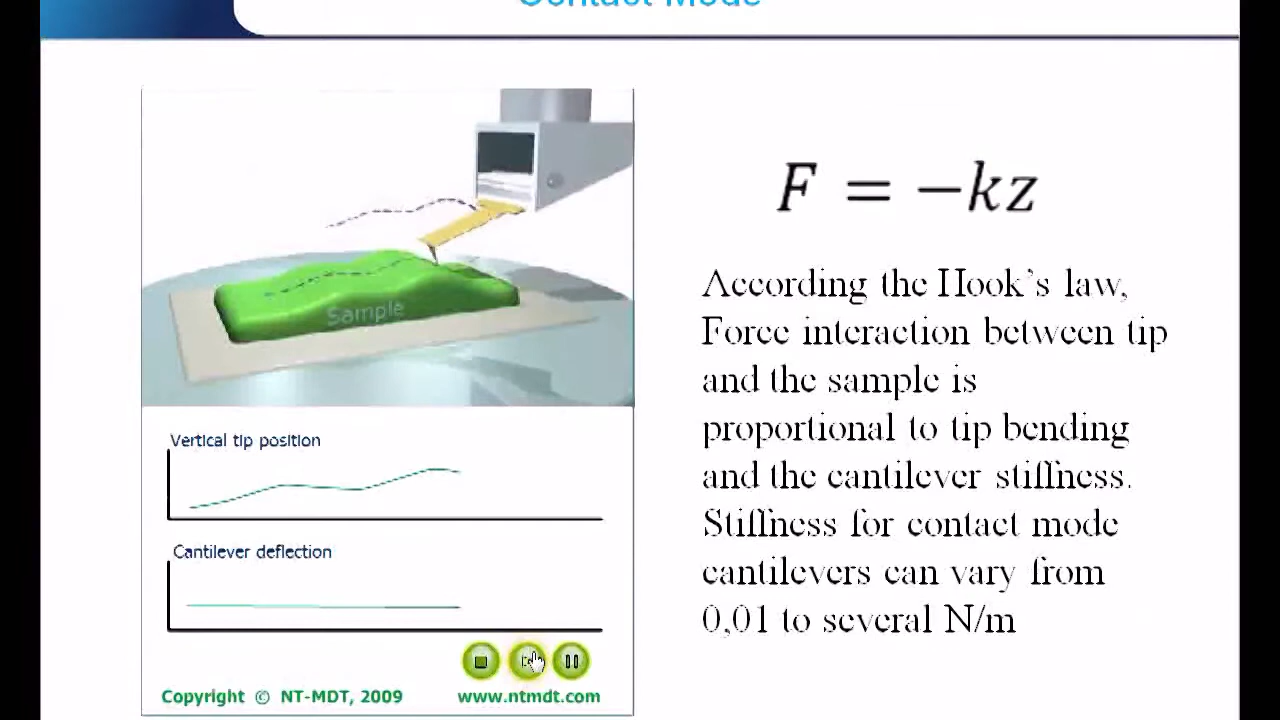 Contact Mode
F = −kz
Sample
According the Hook's law,
Force interaction between tip
and the sample is
proportional to tip bending
and the cantilever stiffness.
Stiffness for contact mode
cantilevers can vary from
0,01 to several N/m
Vertical tip position
Cantilever deflection
Copyright © NT-MDT, 2009
www.ntmdt.com